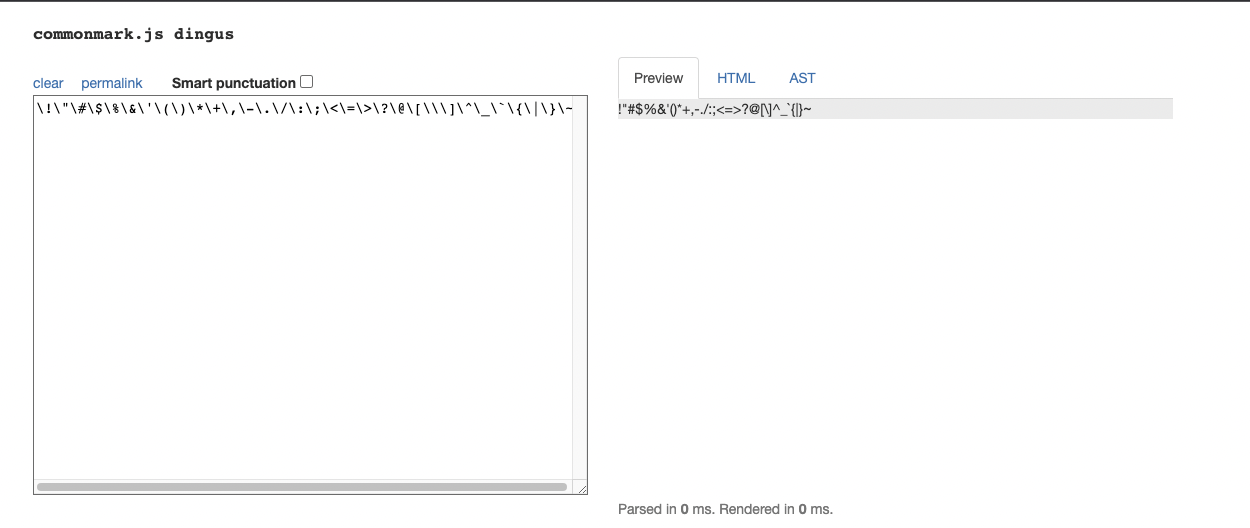 commonmark.js dingus
clear permalink Smart punctuation
\!\"\#\$\%\&\'\(\)\*\+\,\-\.\/\:\;\<\=\>\?\@\[\\\]\^\_\`\{\|\}\~
Preview HTML AST
!"#$%&'()*+,-./:;<=>?@[\]^_`{|}~
Parsed in 0 ms. Rendered in 0 ms.